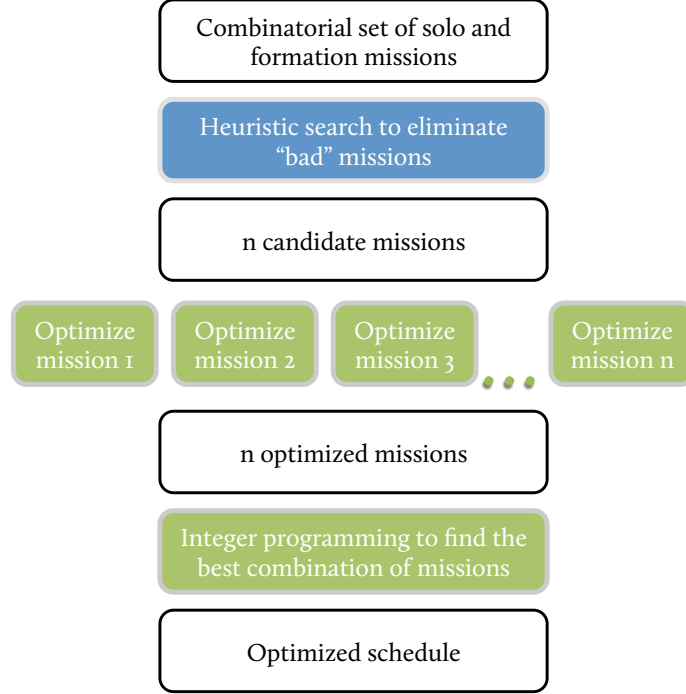 Combinatorial set of solo and
formation missions
Heuristic search to eliminate
“bad” missions
n candidate missions
Optimize
mission 1
Optimize
mission 2
Optimize
mission 3
...
Optimize
mission n
n optimized missions
Integer programming to find the
best combination of missions
Optimized schedule